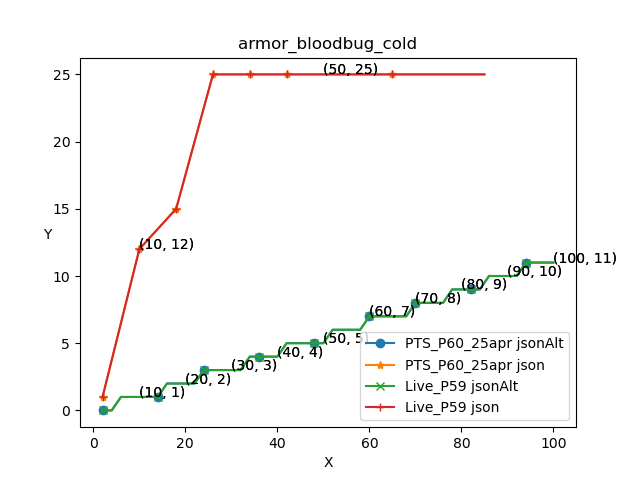 armor_bloodbug_cold
25
20
15
10
5
0
Y
(50, 25)
(10, 12)
(100, 11)
(90, 10)
(80, 9)
(70, 8)
(60, 7)
(50, 5)
(40, 4)
(30, 3)
(20, 2)
(10, 1)
PTS_P60_25apr jsonAlt
PTS_P60_25apr json
Live_P59 jsonAlt
Live_P59 json
0 20 40 60 80 100
X